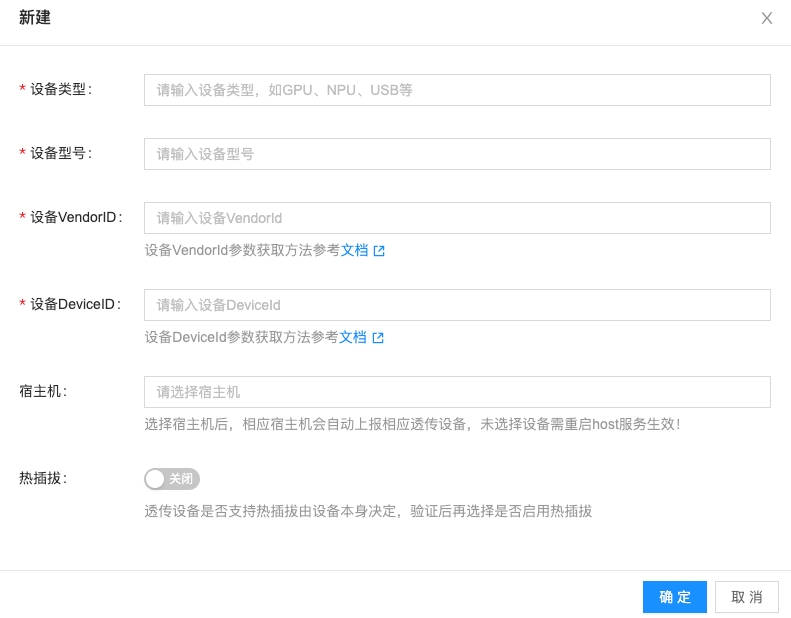 新建
* 设备类型：
请输入设备类型，如GPU、NPU、USB等
* 设备型号：
请输入设备型号
* 设备VendorID：
请输入设备VendorId
设备VendorId参数获取方法参考文档
* 设备DeviceID：
请输入设备DeviceId
设备DeviceId参数获取方法参考文档
宿主机：
请选择宿主机
选择宿主机后，相应宿主机会自动上报相应透传设备，未选择设备需重启host服务生效！
热插拔：
关闭
透传设备是否支持热插拔由设备本身决定，验证后再选择是否启用热插拔
确 定
取 消